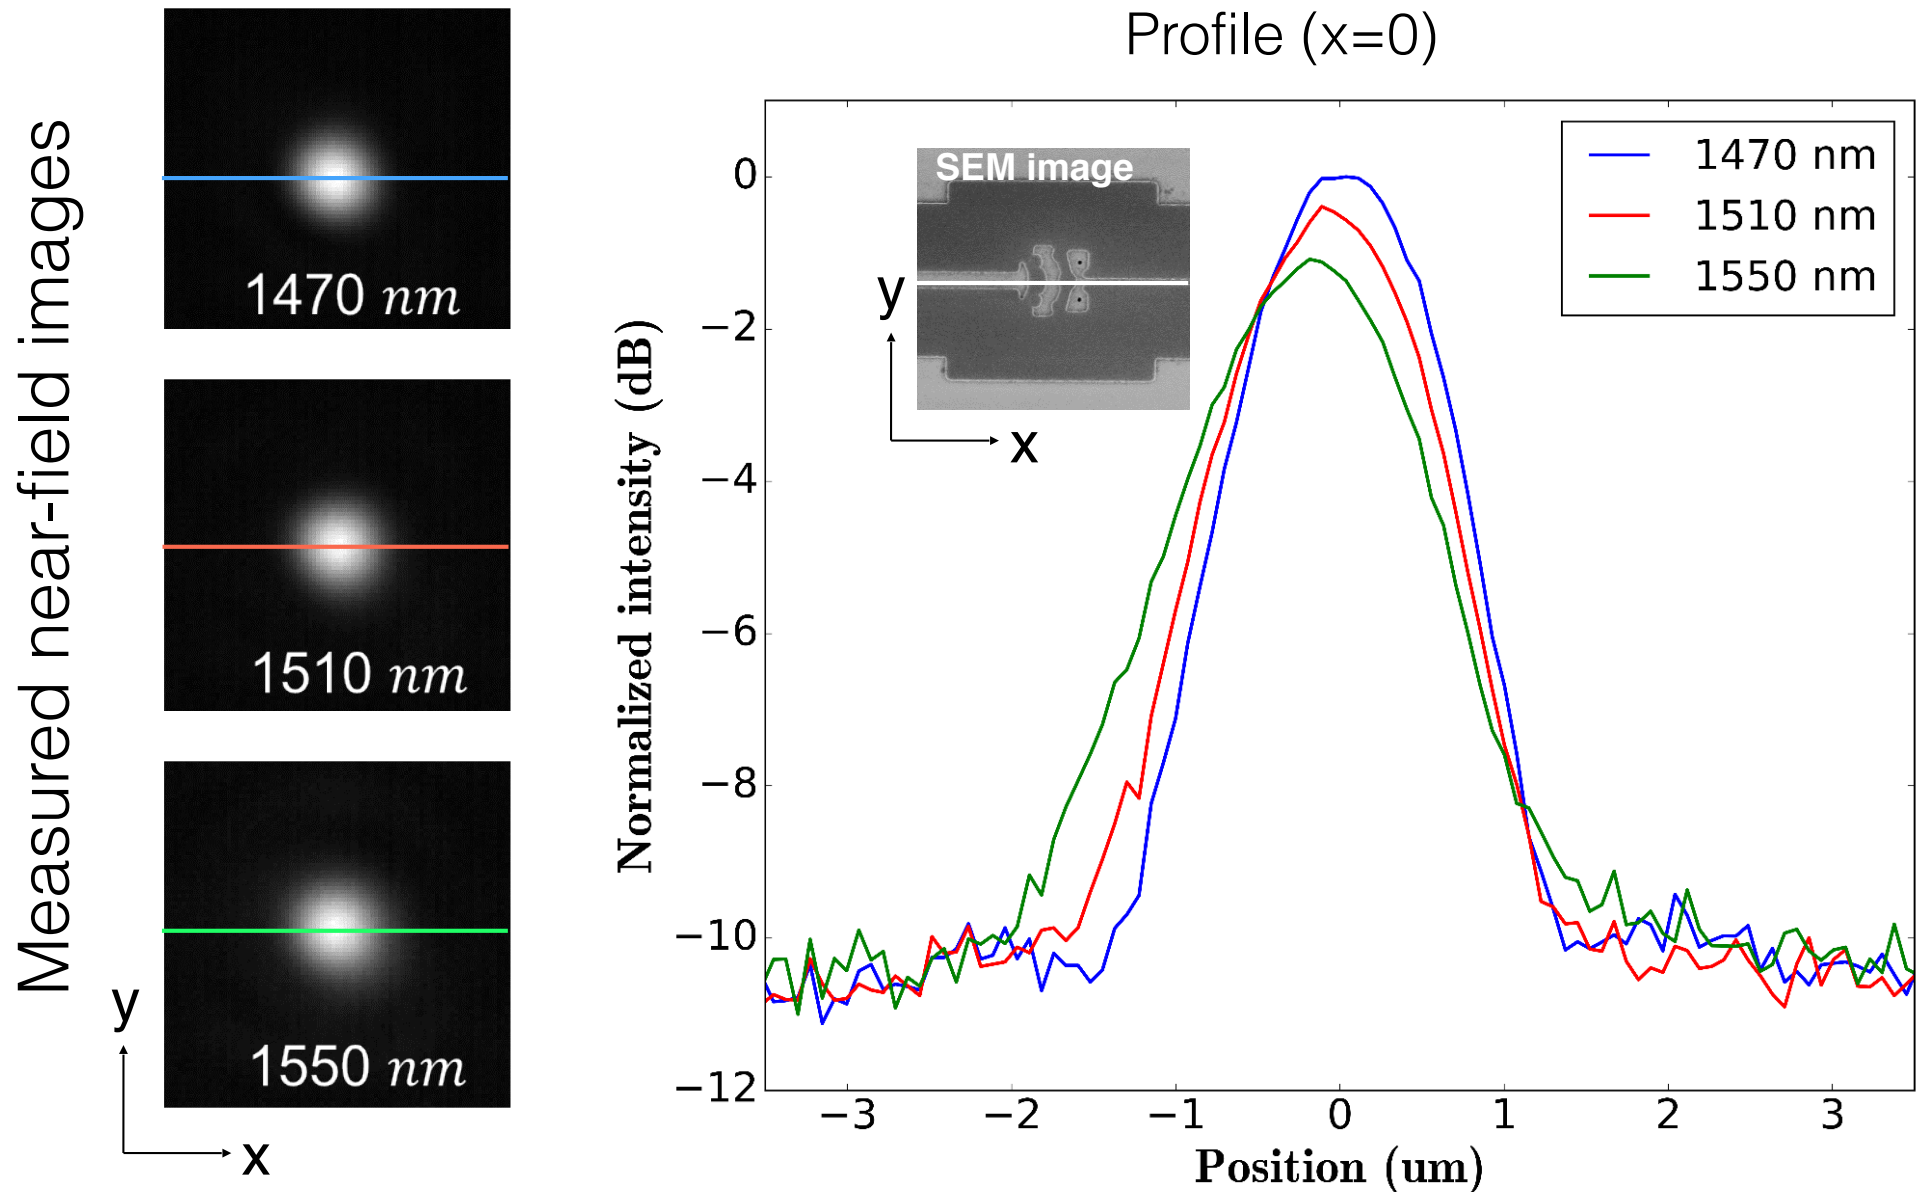 Measured near-field images
1470 nm
1510 nm
1550 nm
y
x
Profile (x=0)
SEM image
y
x
1470 nm
1510 nm
1550 nm
Normalized intensity (dB)
0
−2
−4
−6
−8
−10
−12
−3
−2
−1
0
1
2
3
Position (um)